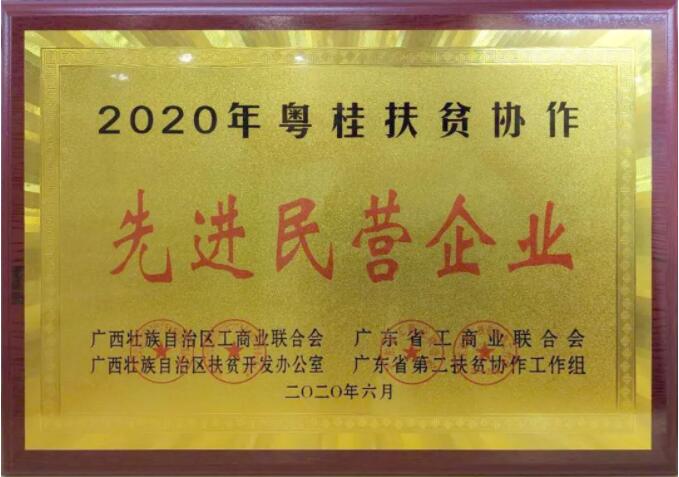 2020年粤桂扶贫协作
先进民营企业
广西壮族自治区工商业联合会 广东省工商业联合会
广西壮族自治区扶贫开发办公室 广东省第二扶贫协作工作组
二〇二〇年六月